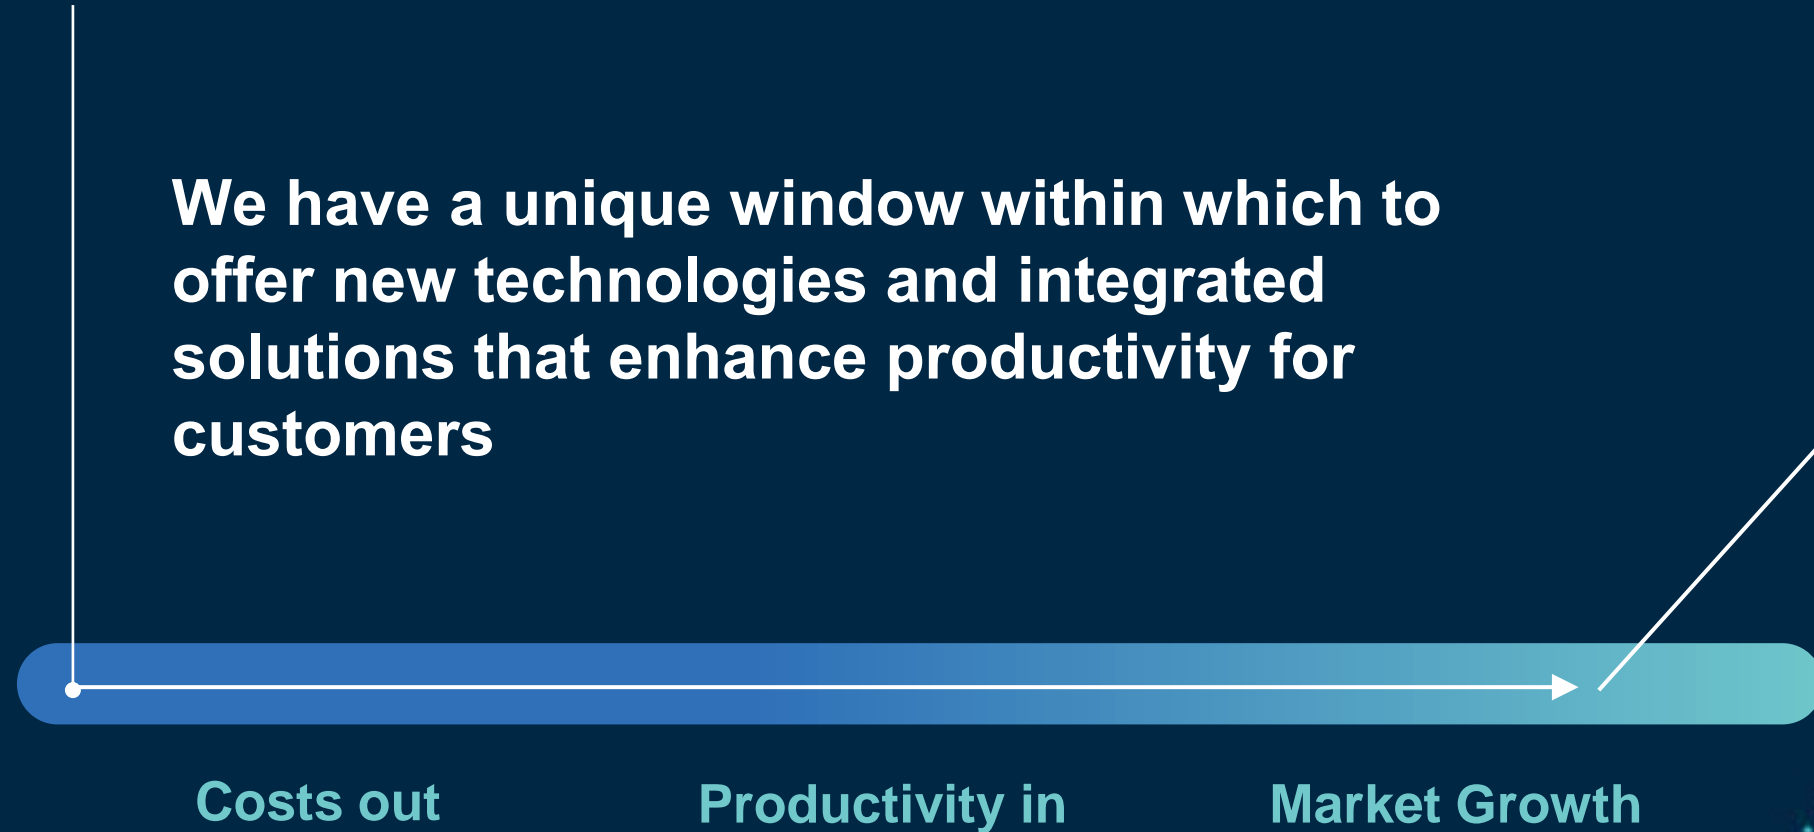 We have a unique window within which to
offer new technologies and integrated
solutions that enhance productivity for
customers
Costs out
Productivity in
Market Growth